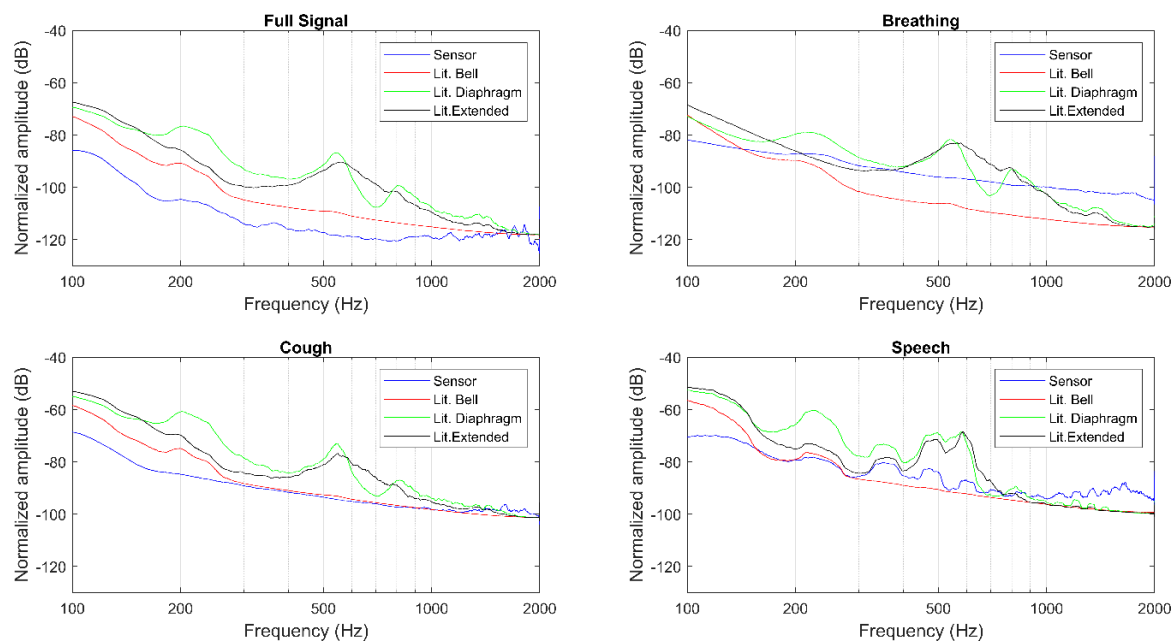 Full Signal
Normalized amplitude (dB)
-40
-60
-80
-100
-120
Sensor
Lit. Bell
Lit. Diaphragm
Lit.Extended
100
200
500
1000
2000
Frequency (Hz)
Breathing
Normalized amplitude (dB)
-40
-60
-80
-100
-120
Sensor
Lit. Bell
Lit. Diaphragm
Lit.Extended
100
200
500
1000
2000
Frequency (Hz)
Cough
Normalized amplitude (dB)
-40
-60
-80
-100
-120
Sensor
Lit. Bell
Lit. Diaphragm
Lit.Extended
100
200
500
1000
2000
Frequency (Hz)
Speech
Normalized amplitude (dB)
-40
-60
-80
-100
-120
Sensor
Lit. Bell
Lit. Diaphragm
Lit.Extended
100
200
500
1000
2000
Frequency (Hz)